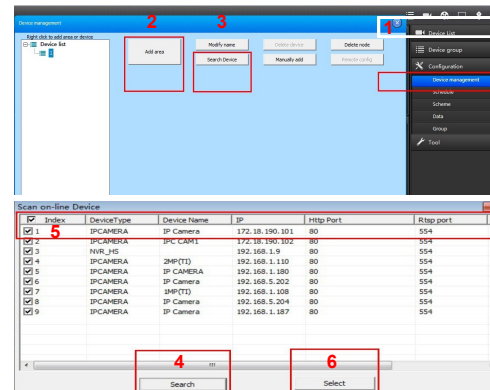 Device management
2
3
1
Device List
Right click to add area or device
Device list
1
Add area
Modify name
Delete device
Delete node
Search Device
Manually add
Remote config
Device group
Configuration
Device management
Schedule
Scheme
Data
Group
Tool
Scan on-line Device
Index DeviceType Device Name IP Http Port Rtsp port
5
1 IPCAMERA IP Camera 172.18.190.101 80 554
2 IPCAMERA IPC CAM1 172.18.190.102 80 554
3 NVR_HS 192.168.1.9 80 554
4 IPCAMERA 2MP(TI) 192.168.1.110 80 554
5 IPCAMERA IP CAMERA 192.168.1.180 80 554
6 IPCAMERA IP Camera 192.168.5.202 80 554
7 IPCAMERA 1MP(TI) 192.168.1.108 80 554
8 IPCAMERA IP Camera 192.168.5.204 80 554
9 IPCAMERA IP Camera 192.168.1.187 80 554
4
6
Search
Select